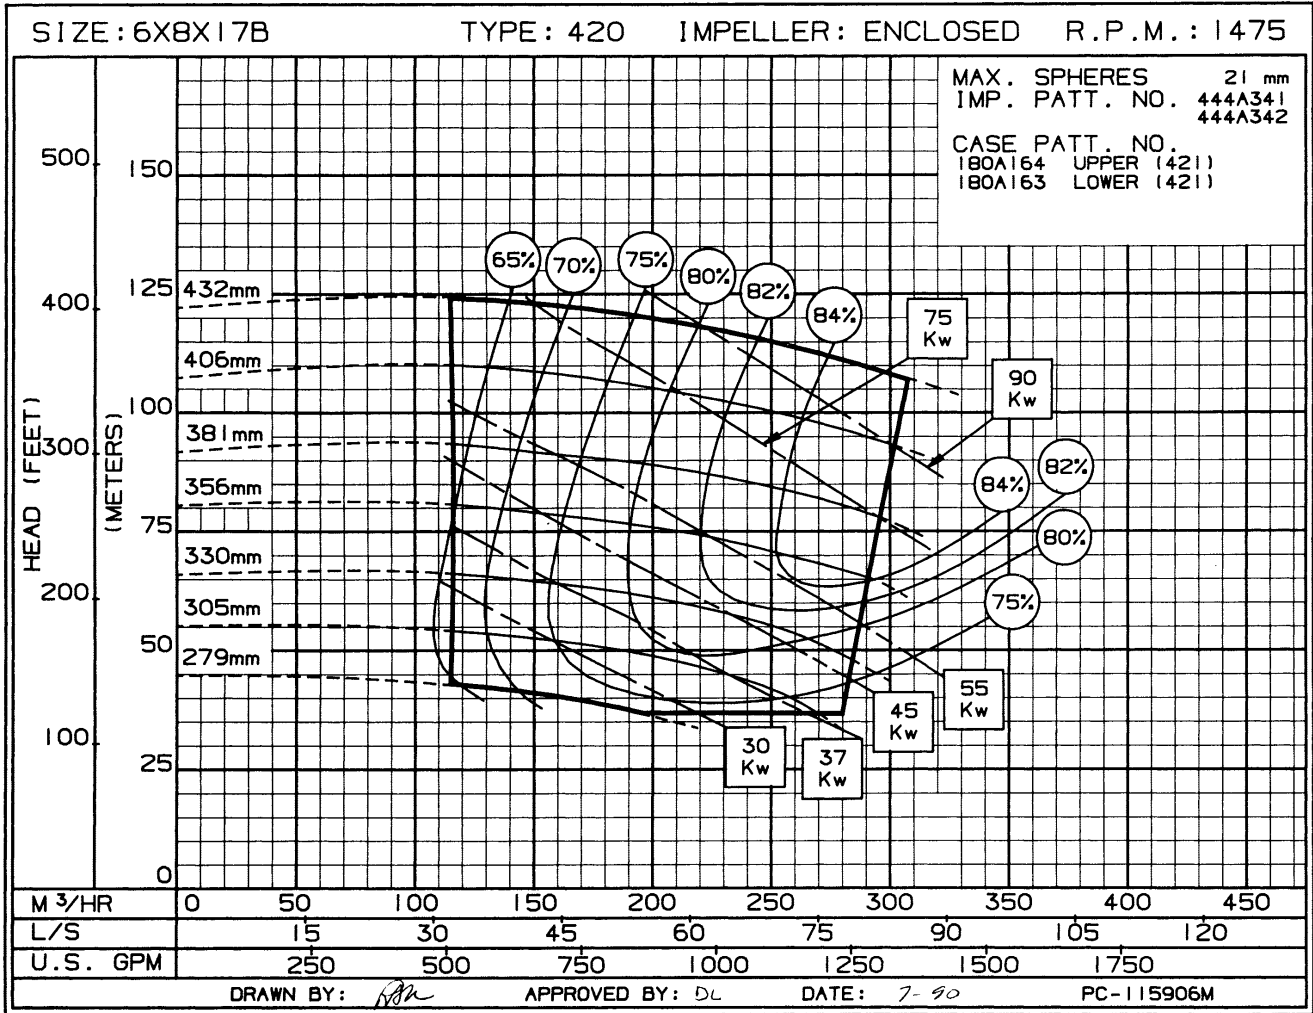 SIZE: 6X8X17B TYPE: 420 IMPELLER: ENCLOSED R.P.M.: 1475
MAX. SPHERES 21 mm
IMP. PATT. NO. 444A341
444A342
CASE PATT. NO.
180A164 UPPER (421)
180A163 LOWER (421)
HEAD (FEET)
(METERS)
500
400
300
200
100
150
125
100
75
50
25
0
432mm
406mm
381mm
356mm
330mm
305mm
279mm
65%
70%
75%
80%
82%
84%
75
Kw
90
Kw
84%
82%
80%
75%
55
Kw
45
Kw
37
Kw
30
Kw
M³/HR 0 50 100 150 200 250 300 350 400 450
L/S 15 30 45 60 75 90 105 120
U.S. GPM 250 500 750 1000 1250 1500 1750
DRAWN BY: APPROVED BY: DL DATE: 7-90 PC-115906M